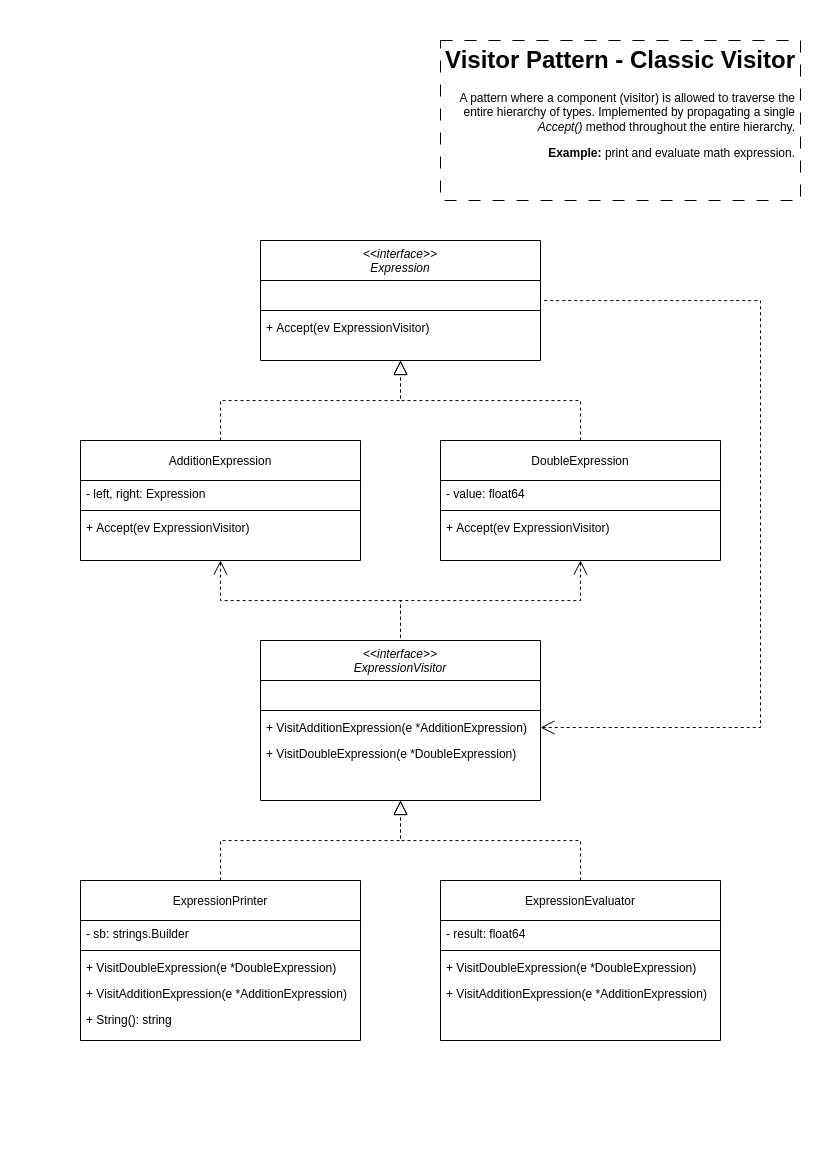 Visitor Pattern - Classic Visitor
A pattern where a component (visitor) is allowed to traverse the
entire hierarchy of types. Implemented by propagating a single
Accept() method throughout the entire hierarchy.
Example: print and evaluate math expression.
<<interface>>
Expression
+ Accept(ev ExpressionVisitor)
AdditionExpression
- left, right: Expression
+ Accept(ev ExpressionVisitor)
DoubleExpression
- value: float64
+ Accept(ev ExpressionVisitor)
<<interface>>
ExpressionVisitor
+ VisitAdditionExpression(e *AdditionExpression)
+ VisitDoubleExpression(e *DoubleExpression)
ExpressionPrinter
- sb: strings.Builder
+ VisitDoubleExpression(e *DoubleExpression)
+ VisitAdditionExpression(e *AdditionExpression)
+ String(): string
ExpressionEvaluator
- result: float64
+ VisitDoubleExpression(e *DoubleExpression)
+ VisitAdditionExpression(e *AdditionExpression)